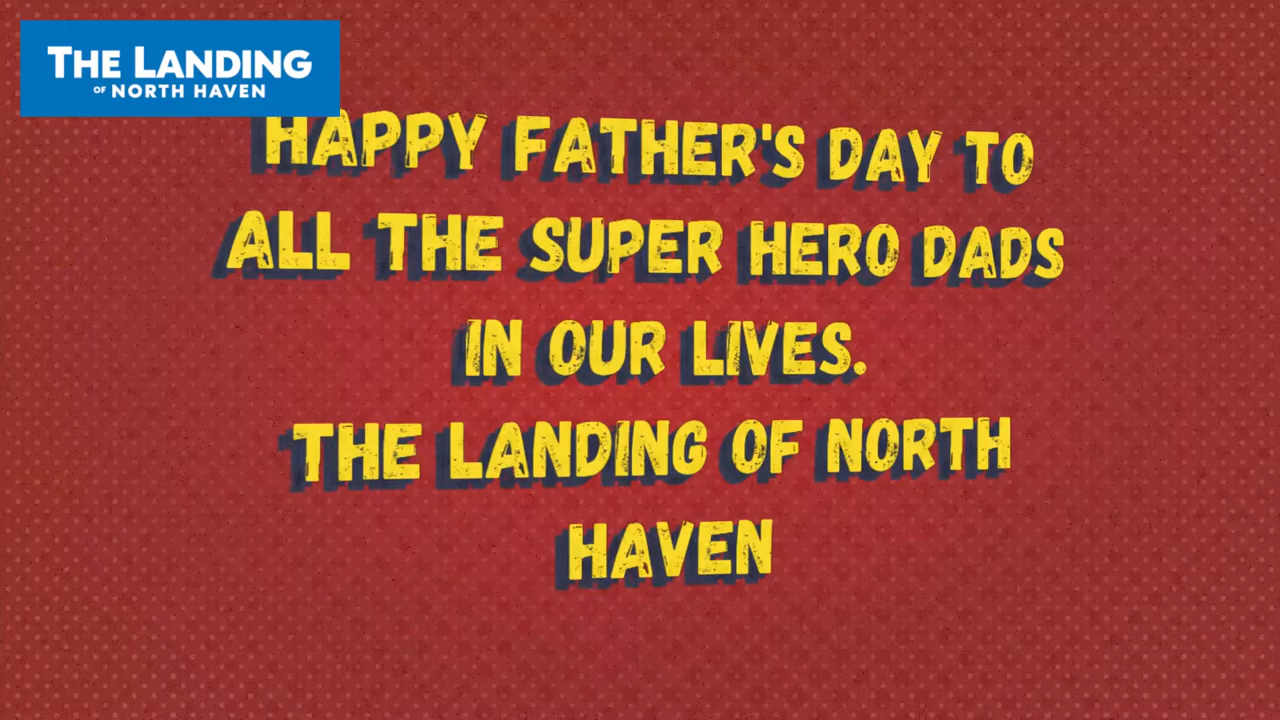 THE LANDING
OF NORTH HAVEN
HAPPY FATHER'S DAY TO
ALL THE SUPER HERO DADS
IN OUR LIVES.
THE LANDING OF NORTH
HAVEN